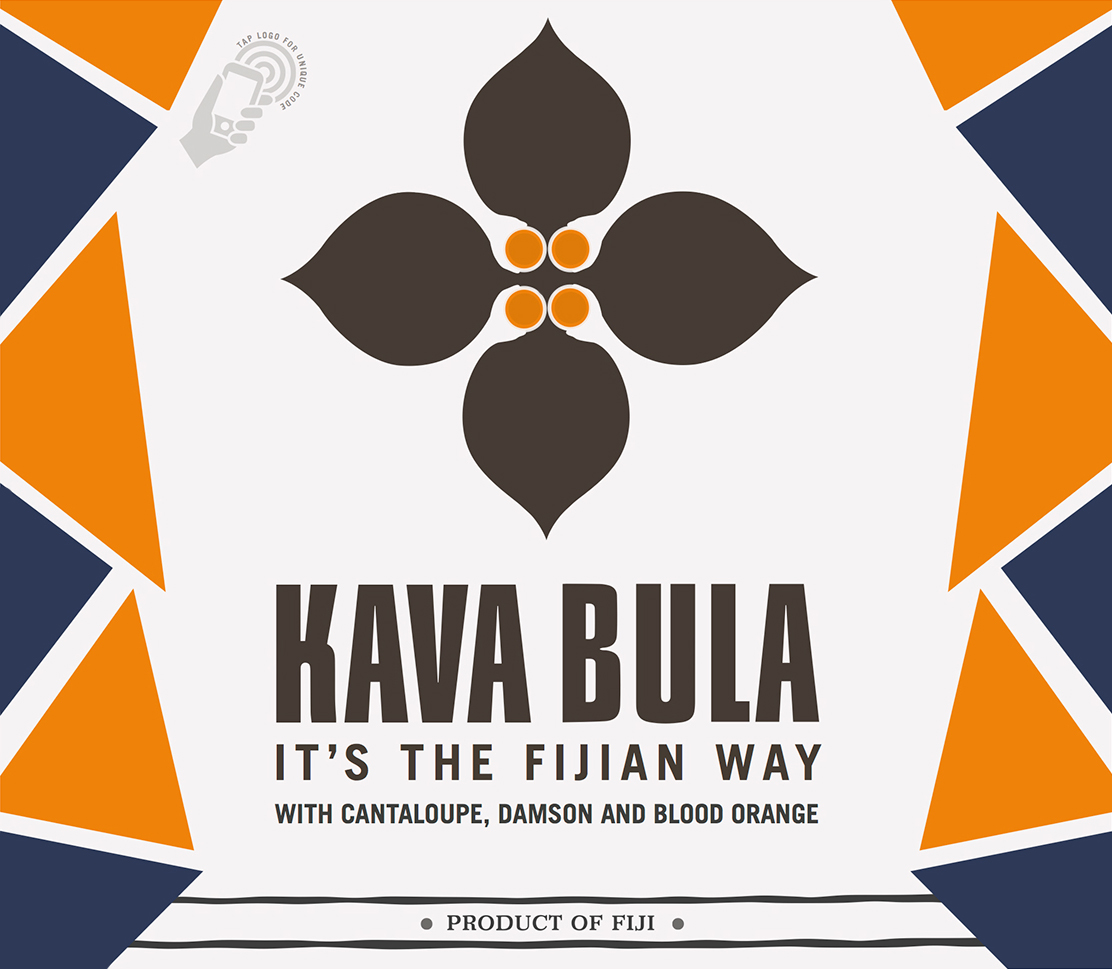 TAP LOGO FOR UNIQUE CODE
KAVA BULA
IT’S THE FIJIAN WAY
WITH CANTALOUPE, DAMSON AND BLOOD ORANGE
• PRODUCT OF FIJI •